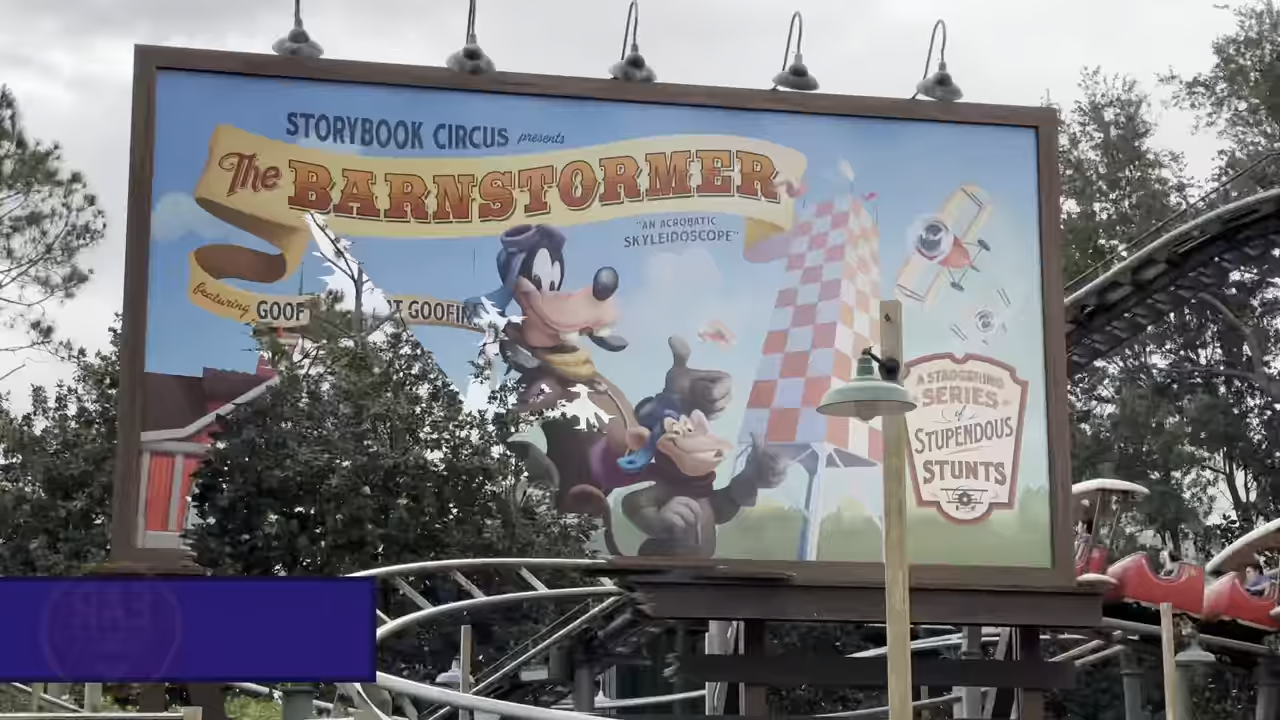 STORYBOOK CIRCUS presents
The BARNSTORMER
"AN ACROBATIC
SKYLEIDOSCOPE"
featuring GOOF
GOOFIN
A STAGGERING
SERIES
of
STUPENDOUS
STUNTS